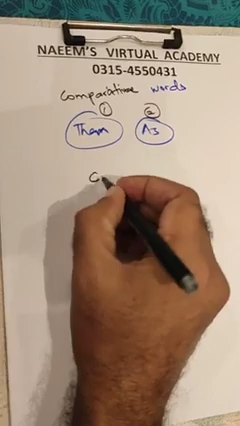 NAEEM'S VIRTUAL ACADEMY
0315-4550431
Comparative words
① ②
Than As
C